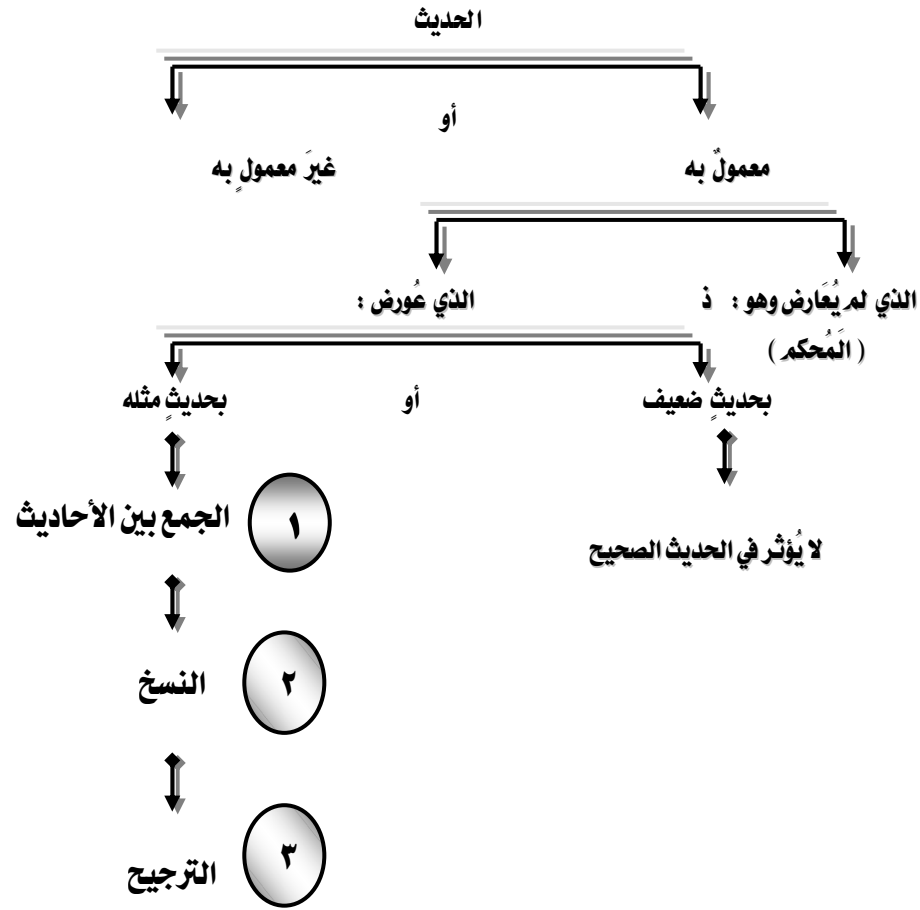 الحديث
أو
معمولٌ به
غيرَ معمولٍ به
الذي لم يُعَارض وهو : ذ
( الَمُحكم )
الذي عُورض :
بحديثٍ ضعيف
أو
بحديثٍ مثله
لا يُؤثر في الحديث الصحيح
١ الجمع بين الأحاديث
٢ النسخ
٣ الترجيح